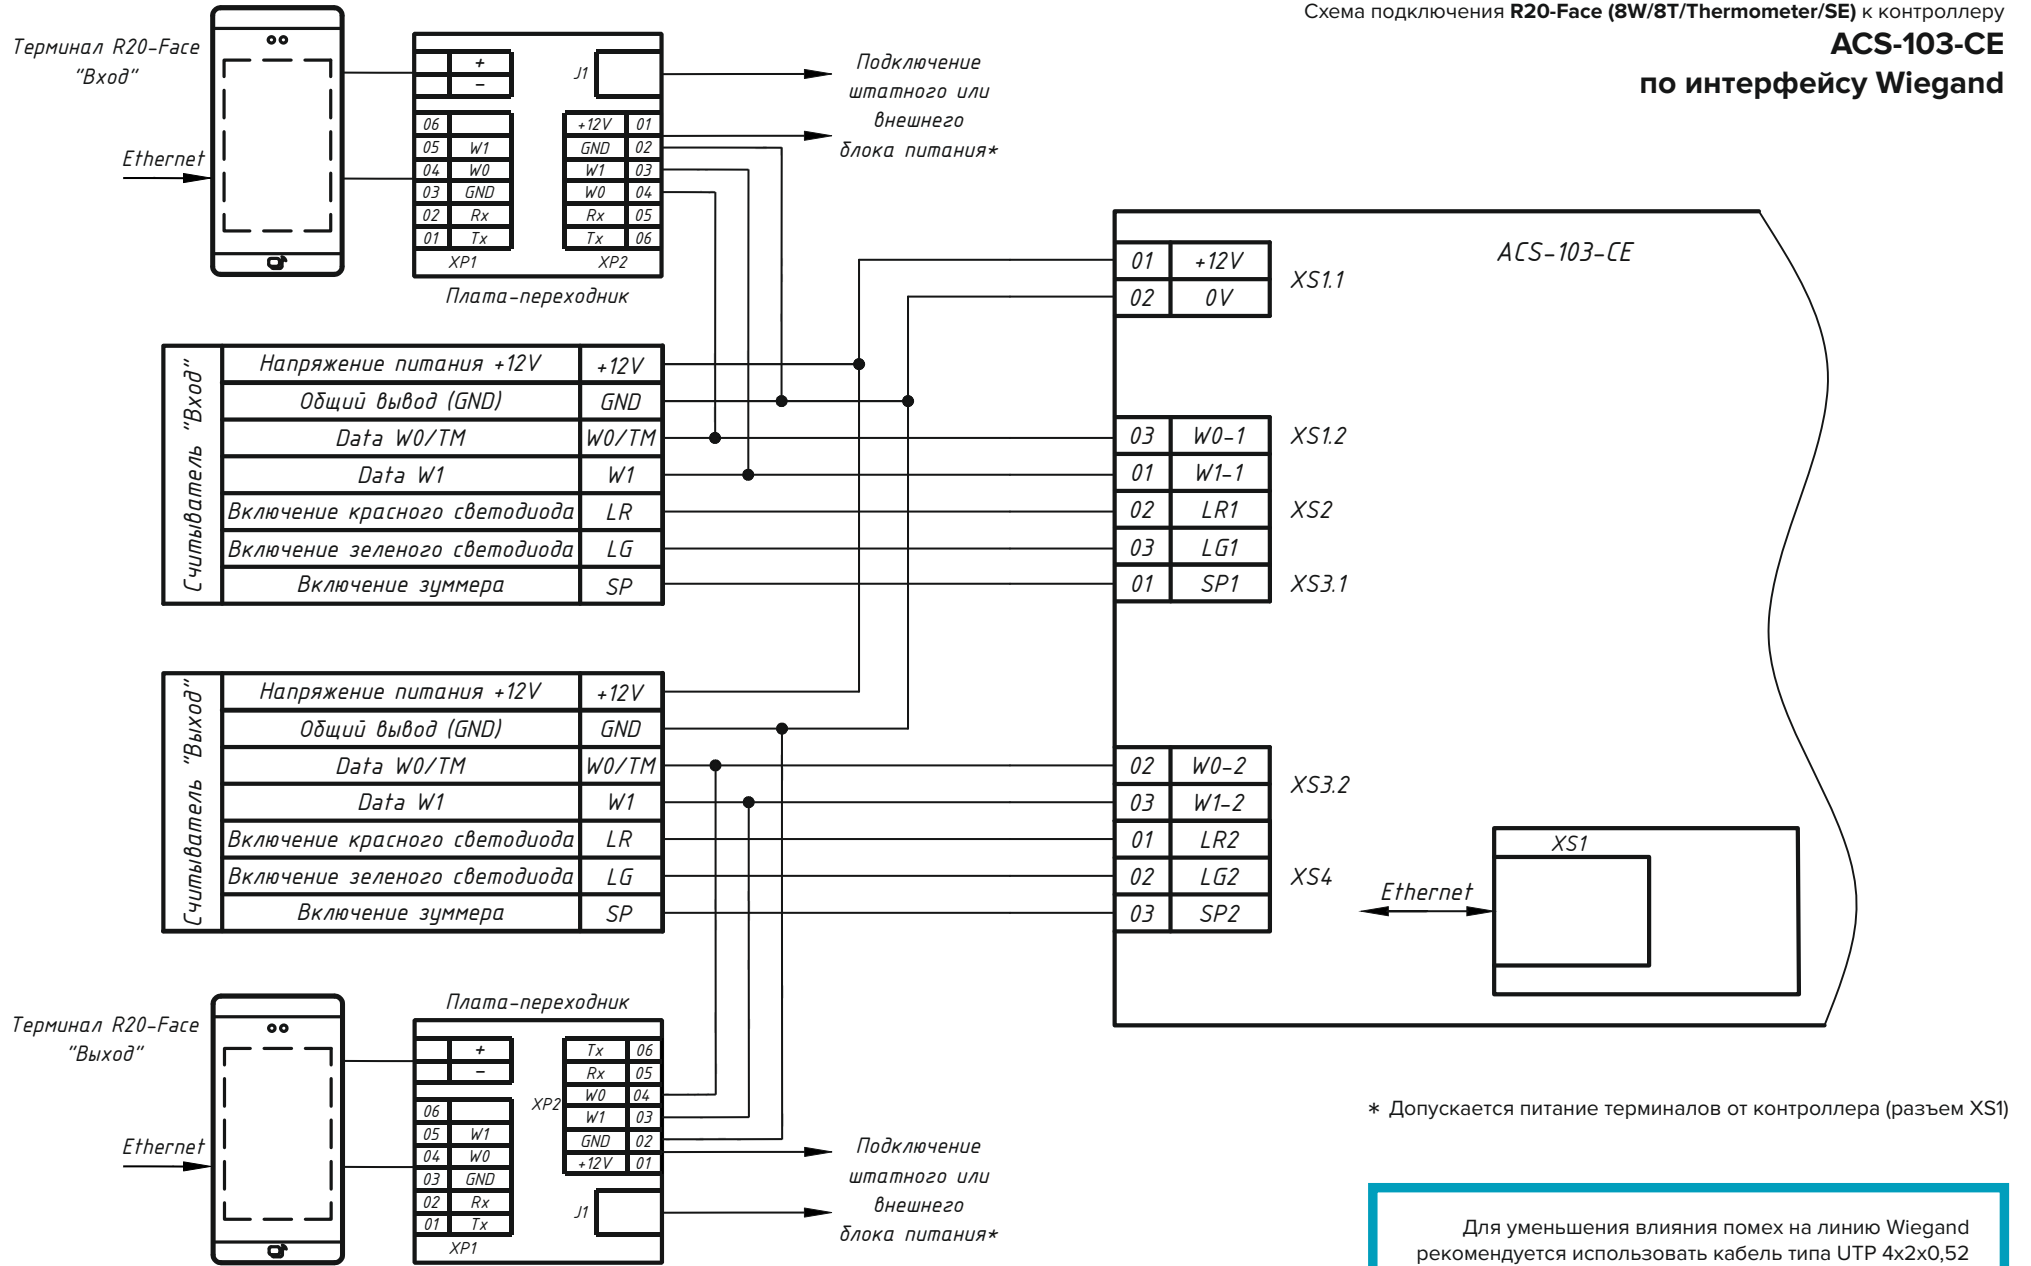 Схема подключения R20-Face (8W/8T/Thermometer/SE) к контроллеру
ACS-103-CE
по интерфейсу Wiegand
Терминал R20-Face
"Вход"
Ethernet
+
-
06
05 W1
04 W0
03 GND
02 Rx
01 Tx
XP1
J1
+12V 01
GND 02
W1 03
W0 04
Rx 05
Tx 06
XP2
Плата-переходник
Подключение
штатного или
внешнего
блока питания*
Считыватель "Вход"
Напряжение питания +12V +12V
Общий вывод (GND) GND
Data W0/TM W0/TM
Data W1 W1
Включение красного светодиода LR
Включение зеленого светодиода LG
Включение зуммера SP
ACS-103-CE
01 +12V
02 0V
XS1.1
03 W0-1
01 W1-1
XS1.2
02 LR1
03 LG1
XS2
01 SP1
XS3.1
Считыватель "Выход"
Напряжение питания +12V +12V
Общий вывод (GND) GND
Data W0/TM W0/TM
Data W1 W1
Включение красного светодиода LR
Включение зеленого светодиода LG
Включение зуммера SP
02 W0-2
03 W1-2
XS3.2
01 LR2
02 LG2
03 SP2
XS4
Ethernet
XS1
Терминал R20-Face
"Выход"
Ethernet
Плата-переходник
+
-
06
05 W1
04 W0
03 GND
02 Rx
01 Tx
XP1
Tx 06
Rx 05
W0 04
W1 03
GND 02
+12V 01
XP2
J1
Подключение
штатного или
внешнего
блока питания*
* Допускается питание терминалов от контроллера (разъем XS1)
Для уменьшения влияния помех на линию Wiegand
рекомендуется использовать кабель типа UTP 4x2x0,52